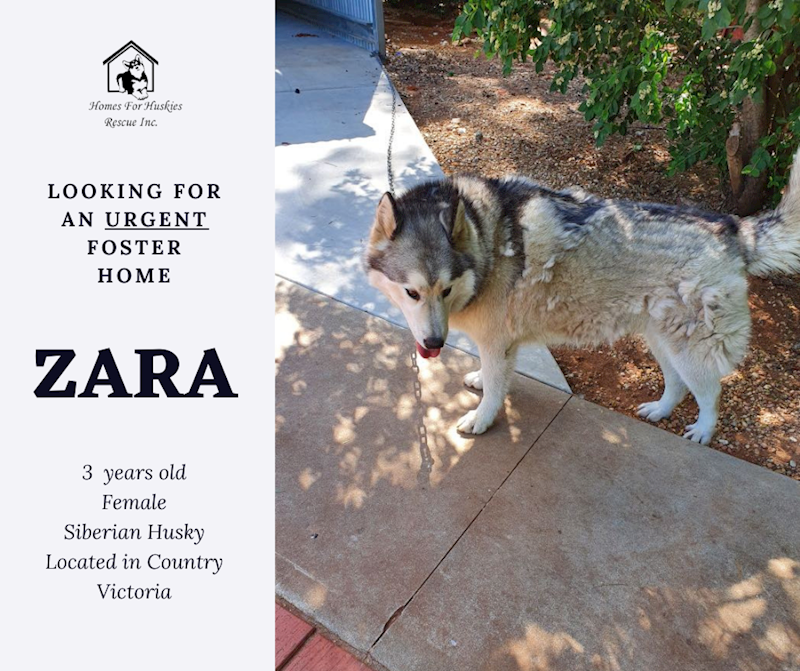 Homes For Huskies
Rescue Inc.
LOOKING FOR
AN URGENT
FOSTER
HOME
ZARA
3 years old
Female
Siberian Husky
Located in Country
Victoria